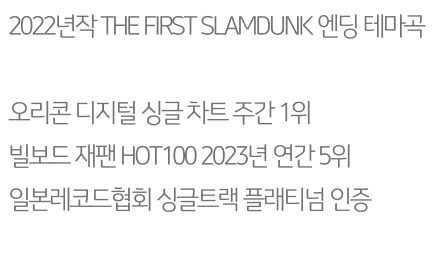 2022년작 THE FIRST SLAMDUNK 엔딩 테마곡
오리콘 디지털 싱글 차트 주간 1위
빌보드 재팬 HOT100 2023년 연간 5위
일본레코드협회 싱글트랙 플래티넘 인증